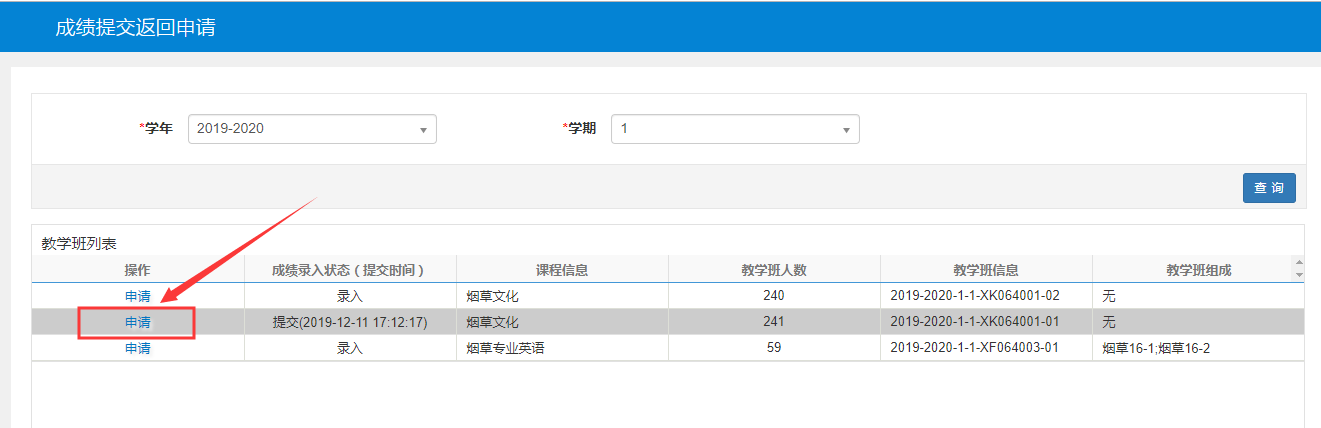 成绩提交返回申请
*学年 2019-2020 *学期 1
查 询
教学班列表
操作 成绩录入状态（提交时间） 课程信息 教学班人数 教学班信息 教学班组成
申请 录入 烟草文化 240 2019-2020-1-1-XK064001-02 无
申请 提交(2019-12-11 17:12:17) 烟草文化 241 2019-2020-1-1-XK064001-01 无
申请 录入 烟草专业英语 59 2019-2020-1-1-XF064003-01 烟草16-1;烟草16-2